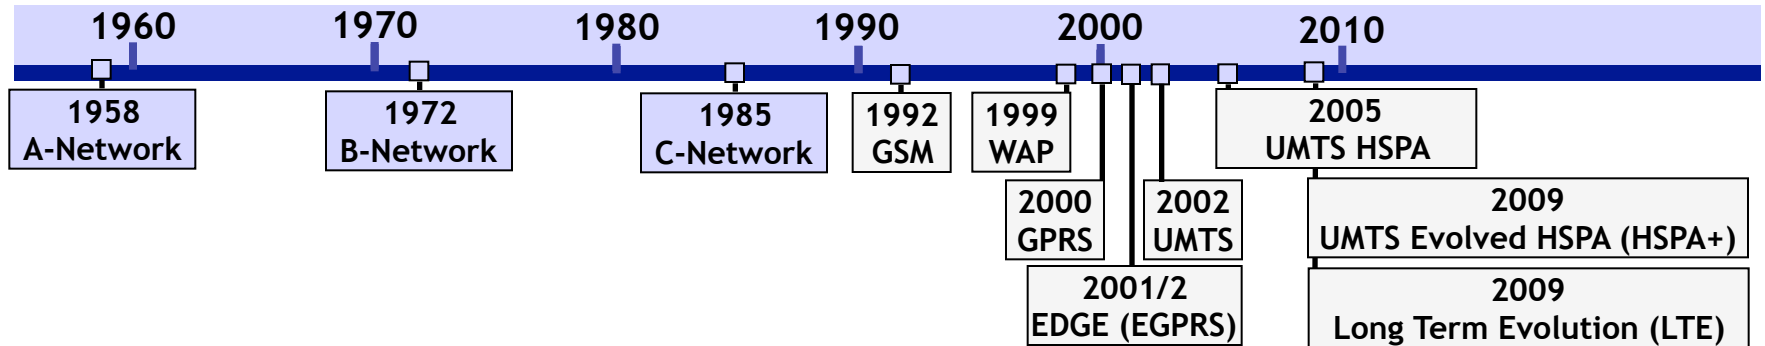 1960
1970
1980
1990
2000
2010
1958
A-Network
1972
B-Network
1985
C-Network
1992
GSM
1999
WAP
2005
UMTS HSPA
2000
GPRS
2002
UMTS
2009
UMTS Evolved HSPA (HSPA+)
2001/2
EDGE (EGPRS)
2009
Long Term Evolution (LTE)